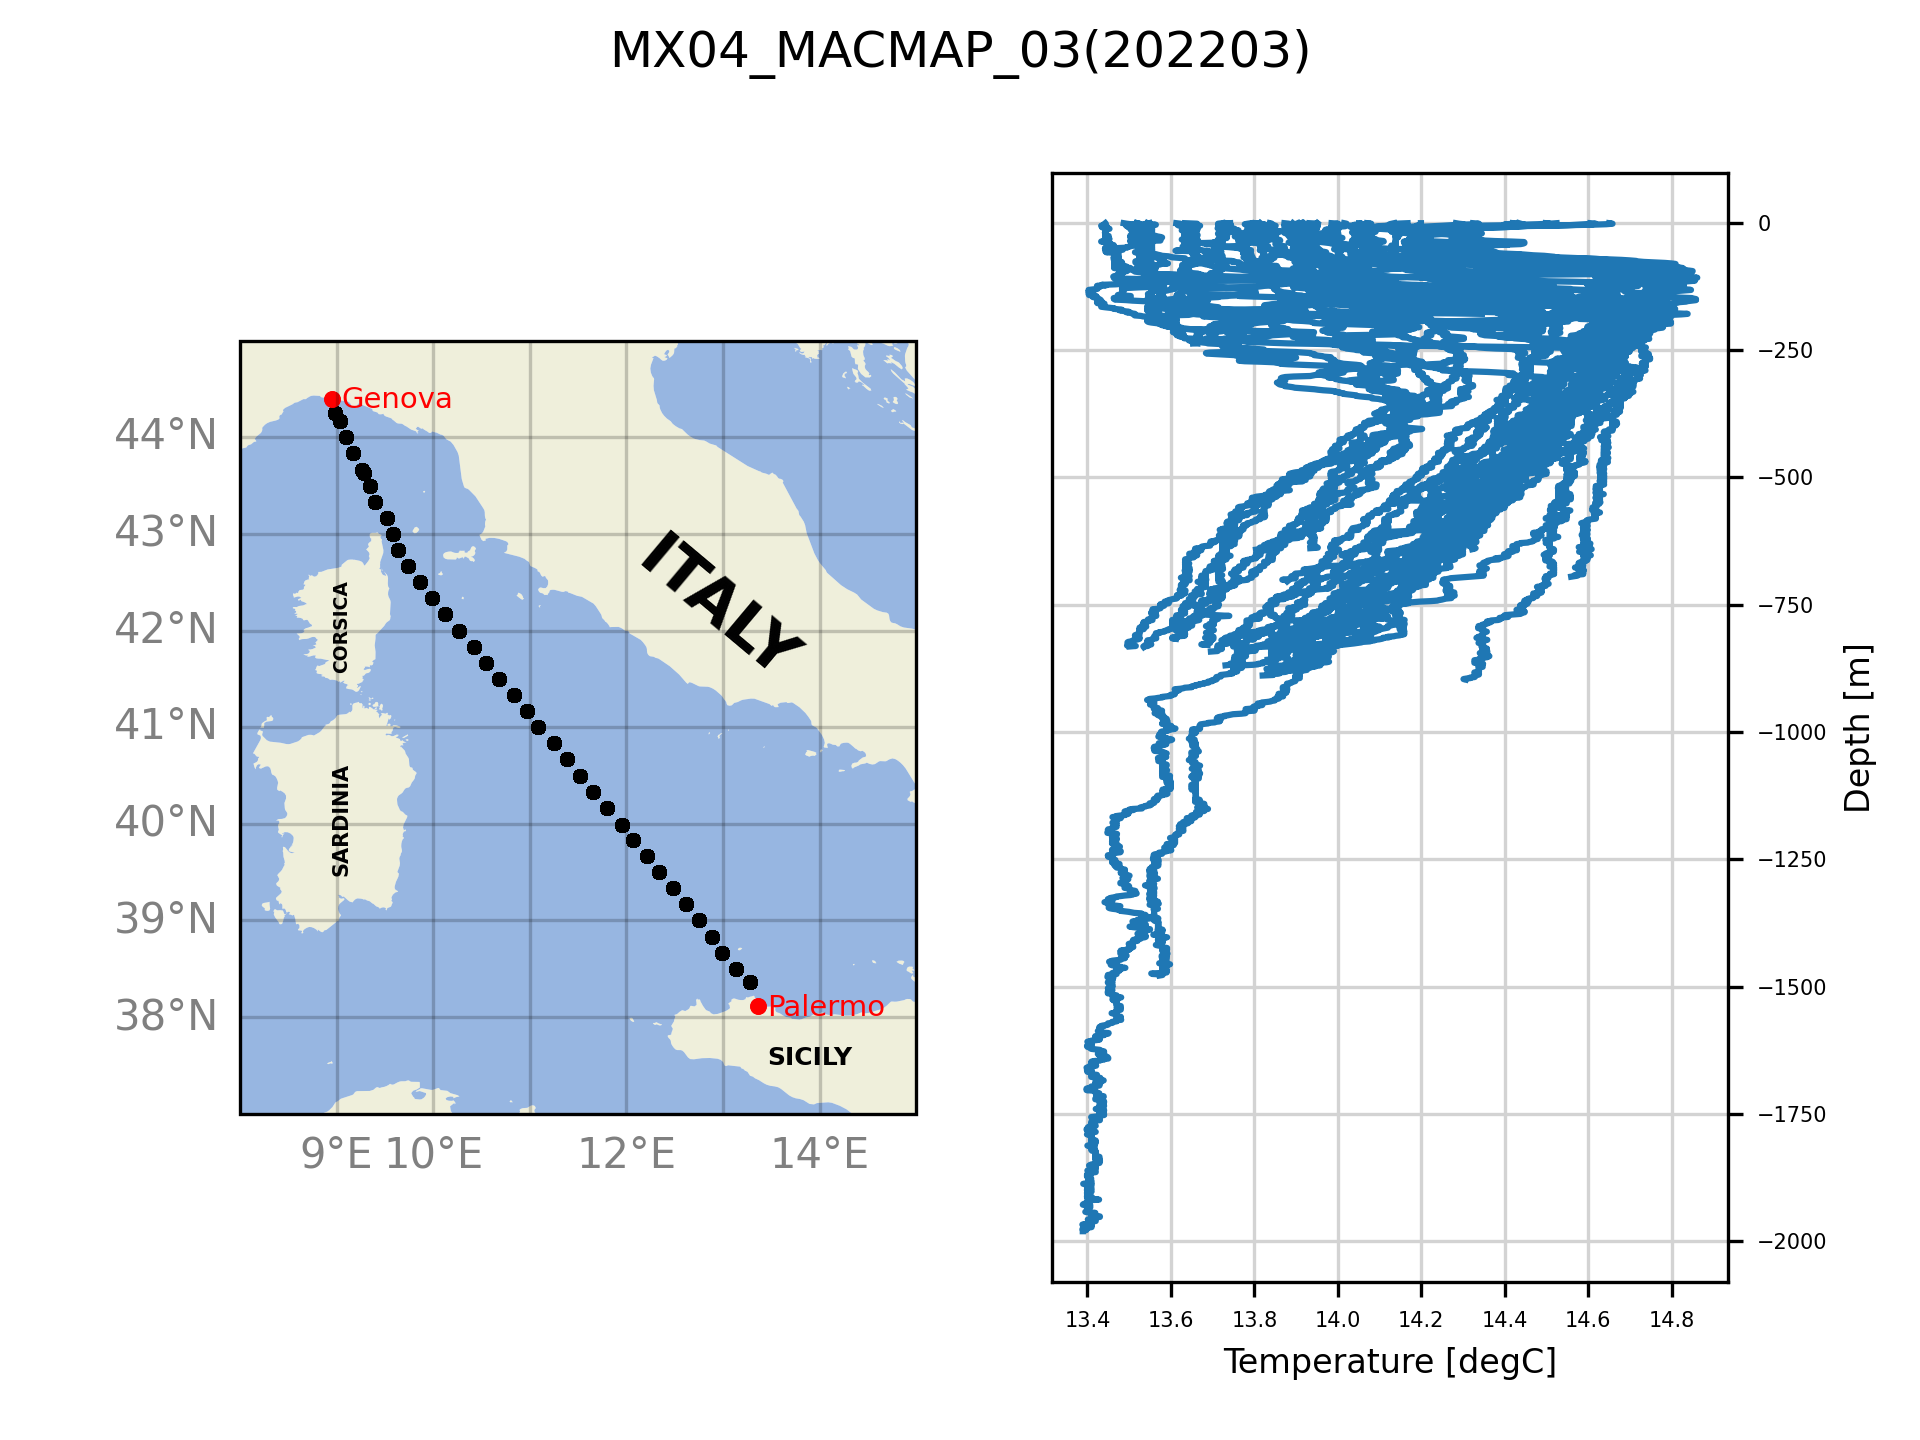 MX04_MACMAP_03(202203)
Genova
44°N
43°N
42°N
41°N
40°N
39°N
38°N
ITALY
CORSICA
SARDINIA
Palermo
SICILY
9°E 10°E 12°E 14°E
0
−250
−500
−750
−1000
−1250
−1500
−1750
−2000
Depth [m]
13.4 13.6 13.8 14.0 14.2 14.4 14.6 14.8
Temperature [degC]